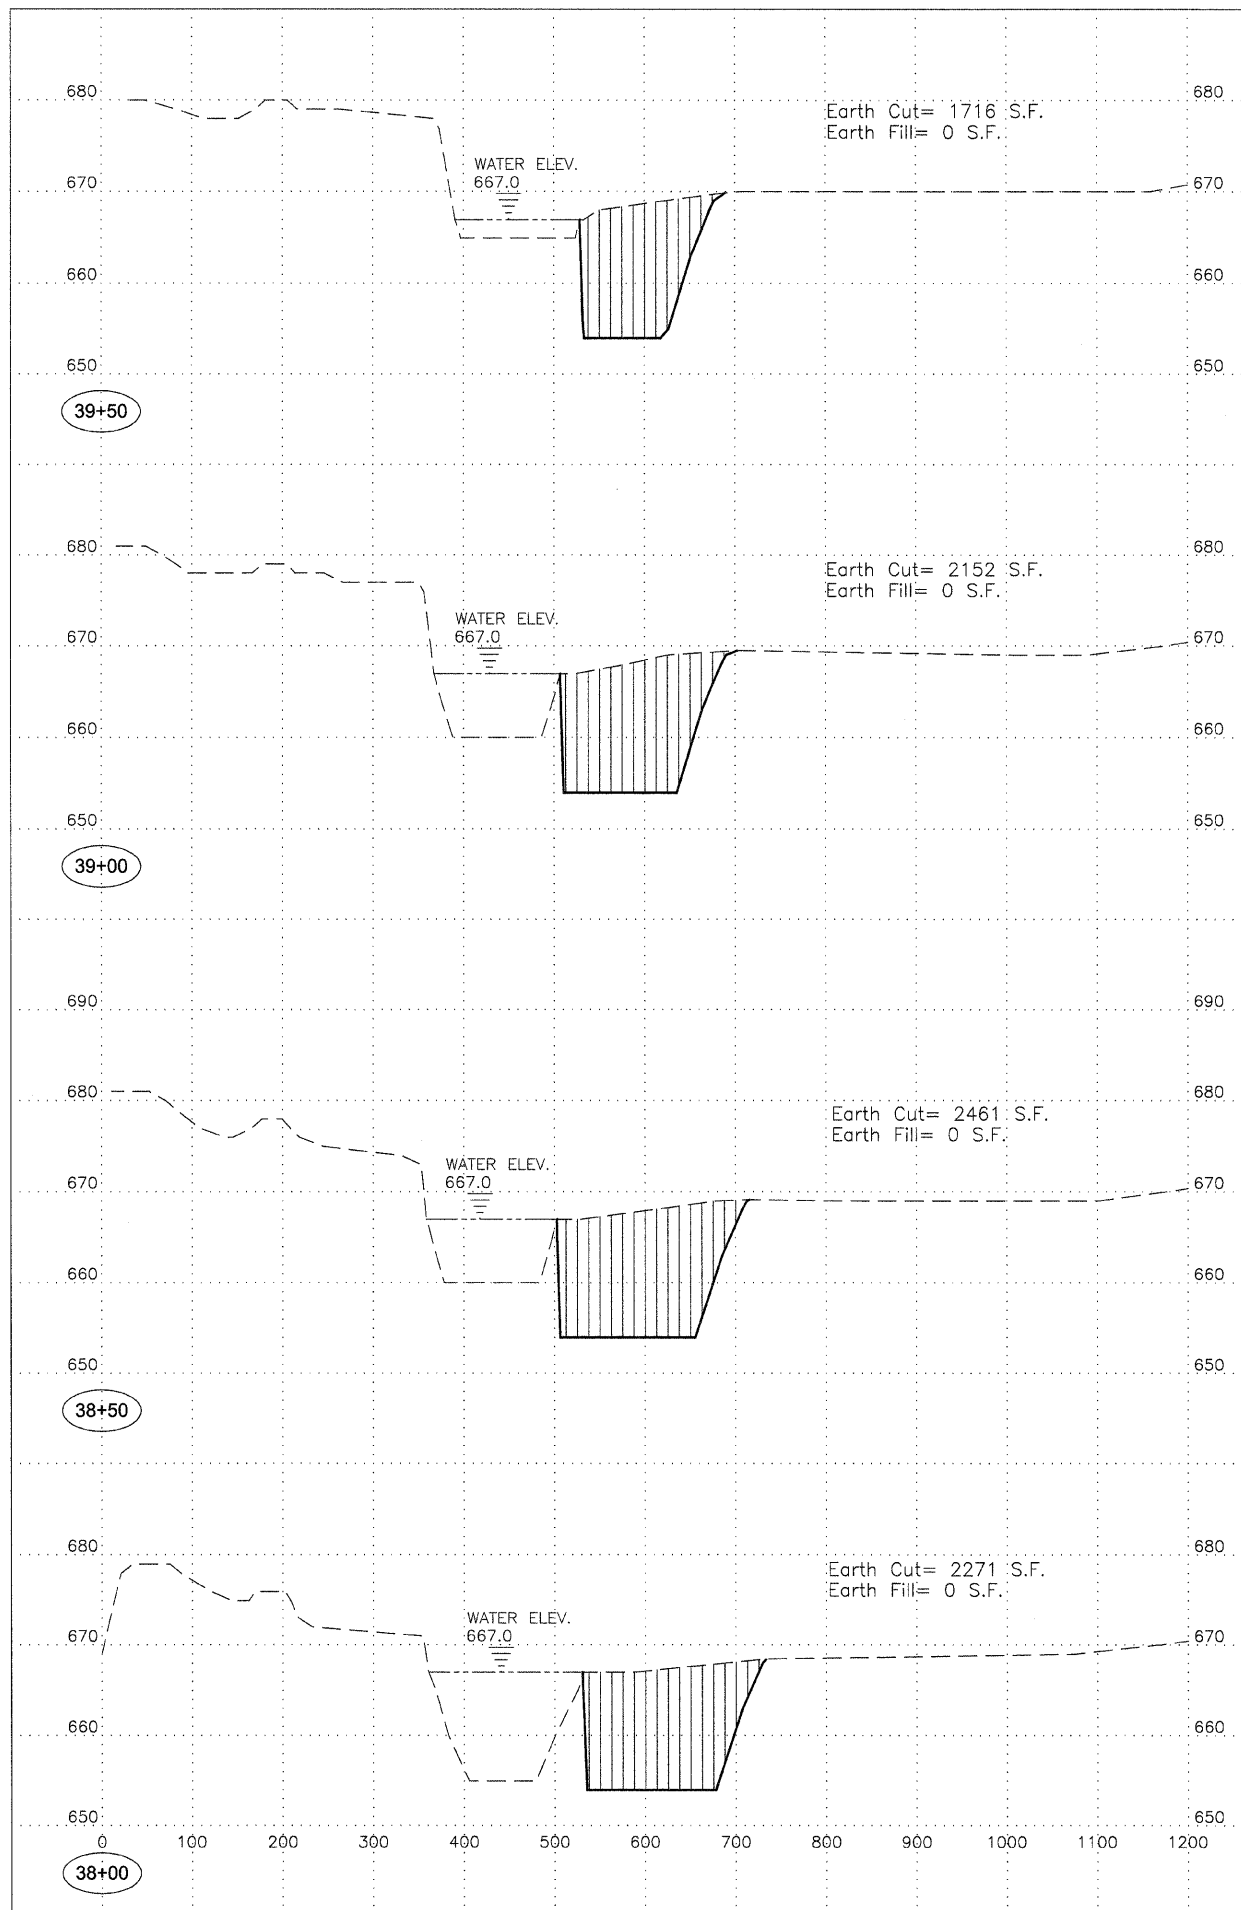 680 680
Earth Cut= 1716 S.F.
Earth Fill= 0 S.F.
WATER ELEV.
667.0
670 670
660 660
650 650
39+50
680 680
Earth Cut= 2152 S.F.
Earth Fill= 0 S.F.
WATER ELEV.
667.0
670 670
660 660
650 650
39+00
690 690
680 680
Earth Cut= 2461 S.F.
Earth Fill= 0 S.F.
WATER ELEV.
667.0
670 670
660 660
650 650
38+50
680 680
Earth Cut= 2271 S.F.
Earth Fill= 0 S.F.
WATER ELEV.
667.0
670 670
660 660
650 650
0 100 200 300 400 500 600 700 800 900 1000 1100 1200
38+00